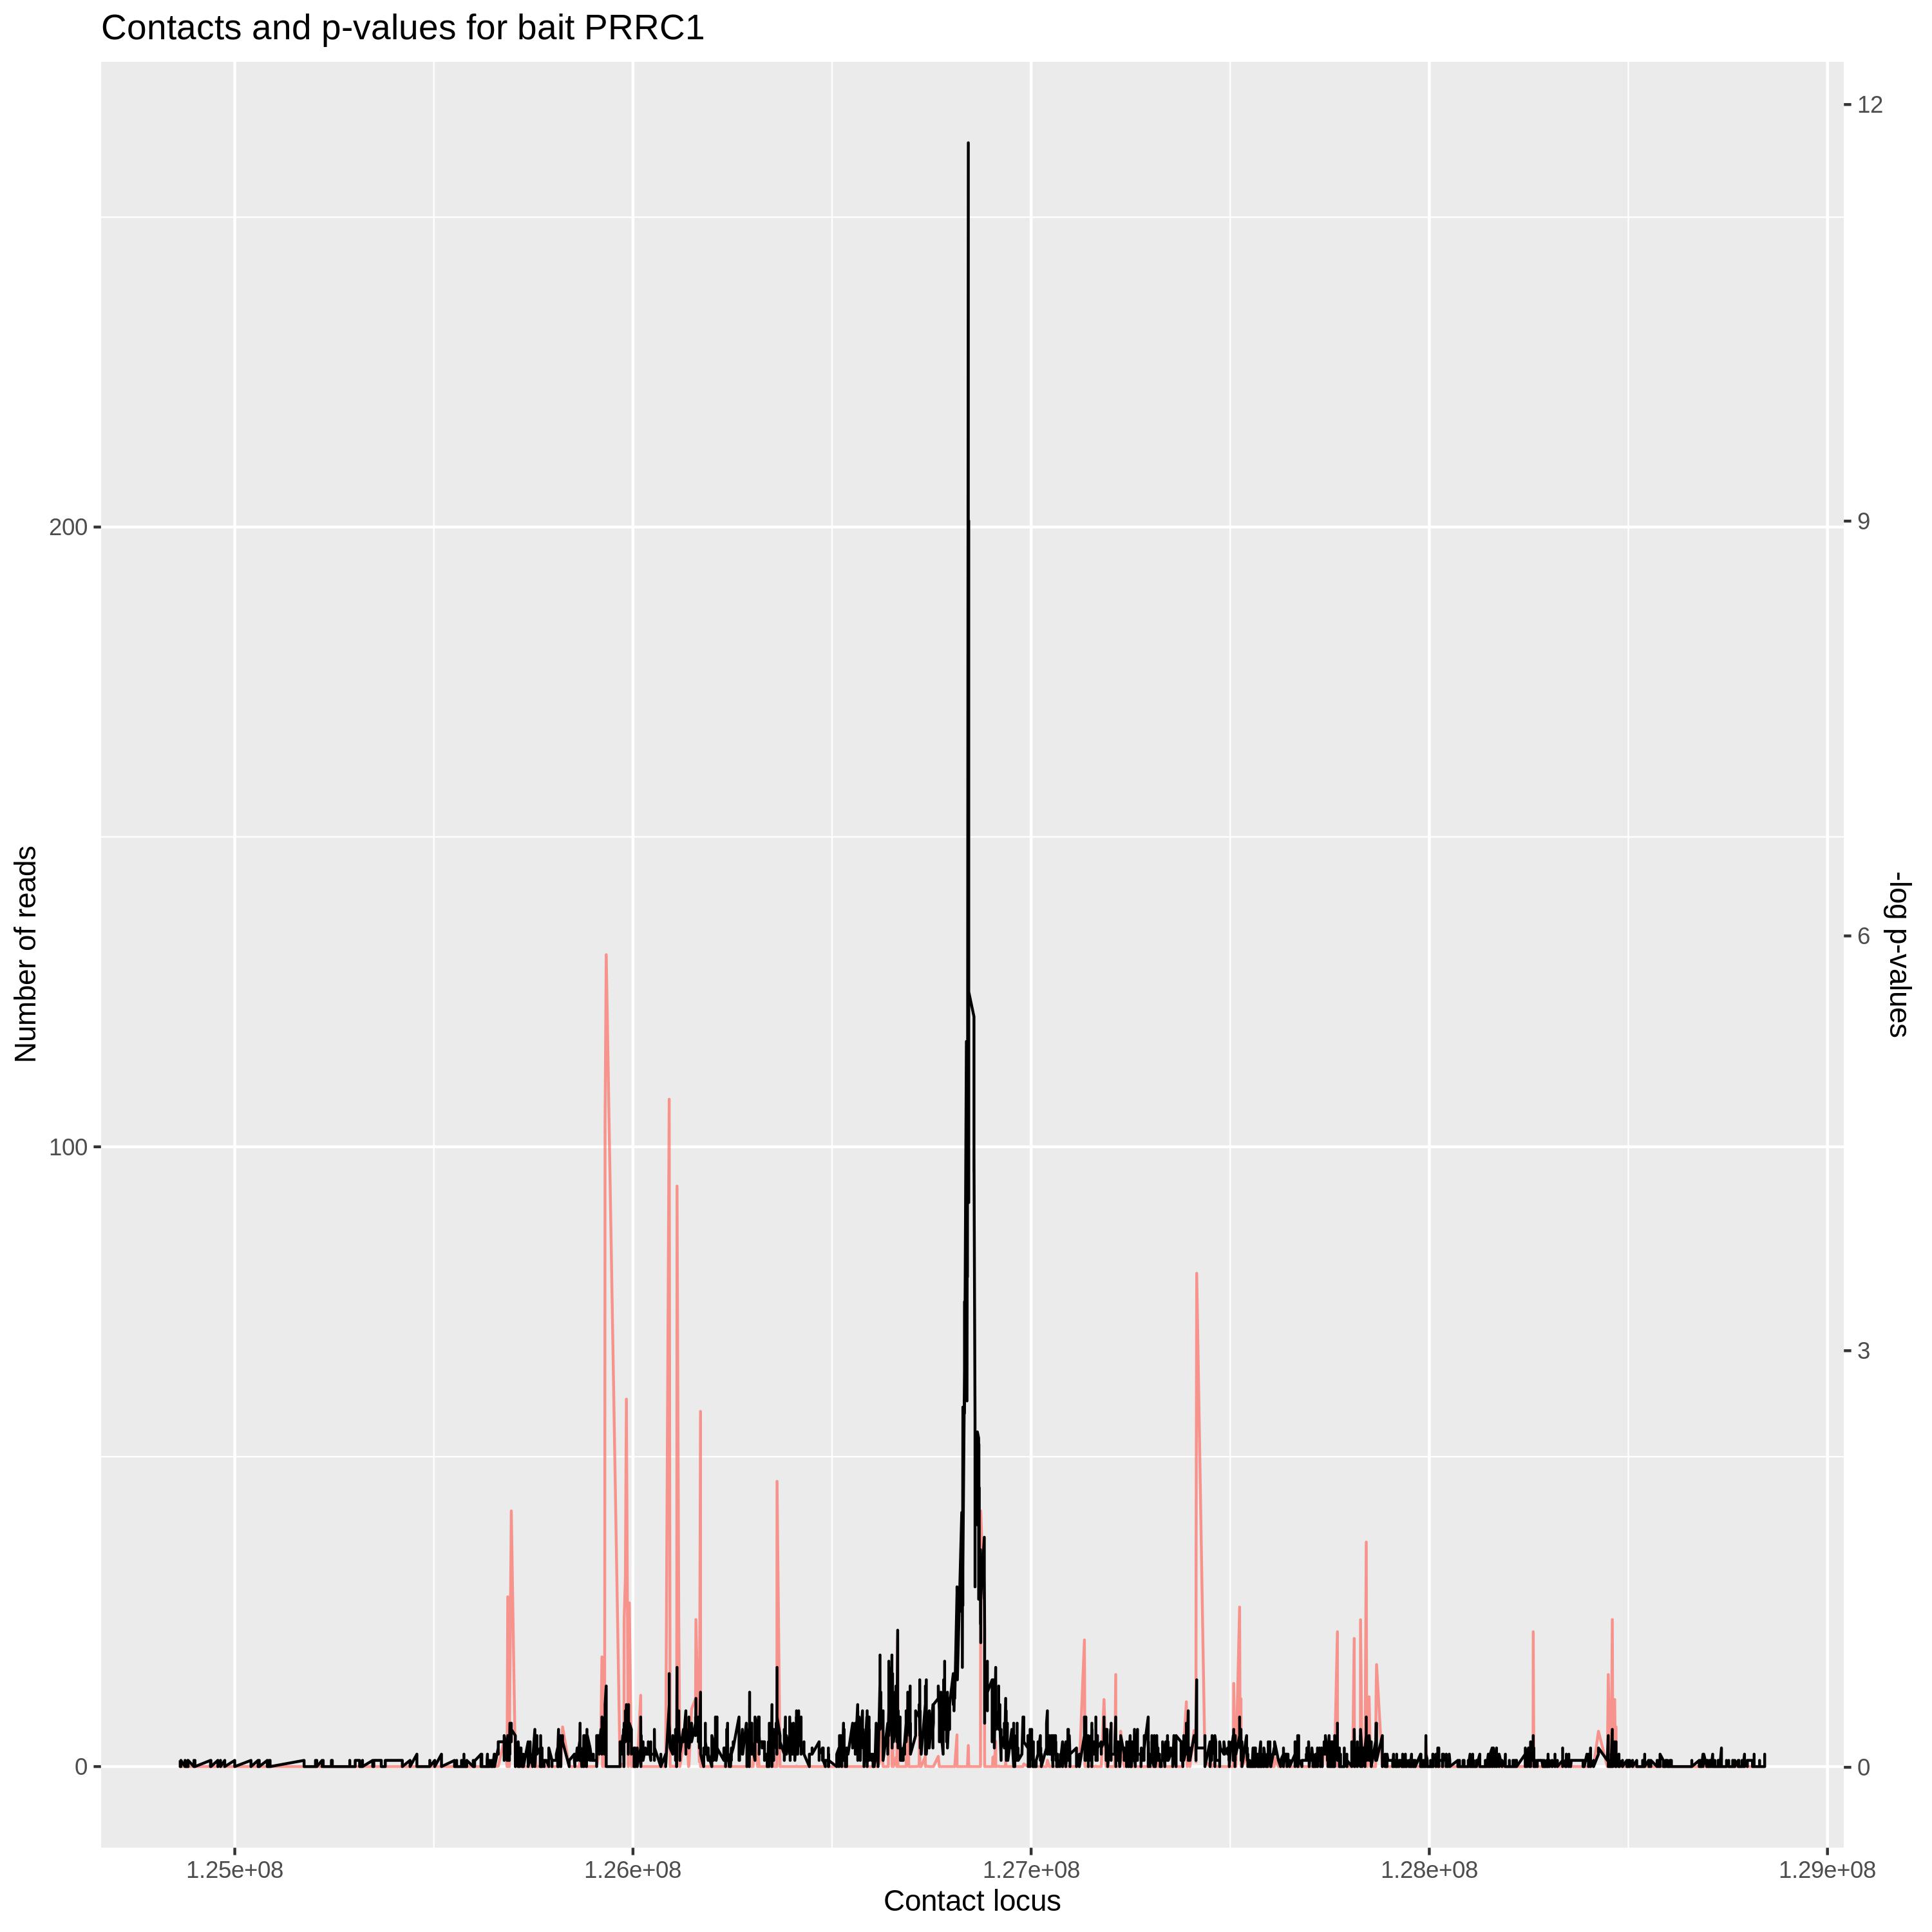 Contacts and p-values for bait PRRC1
12
200
9
Number of reads
6
-log p-values
100
3
0
0
1.25e+08
1.26e+08
1.27e+08
1.28e+08
1.29e+08
Contact locus